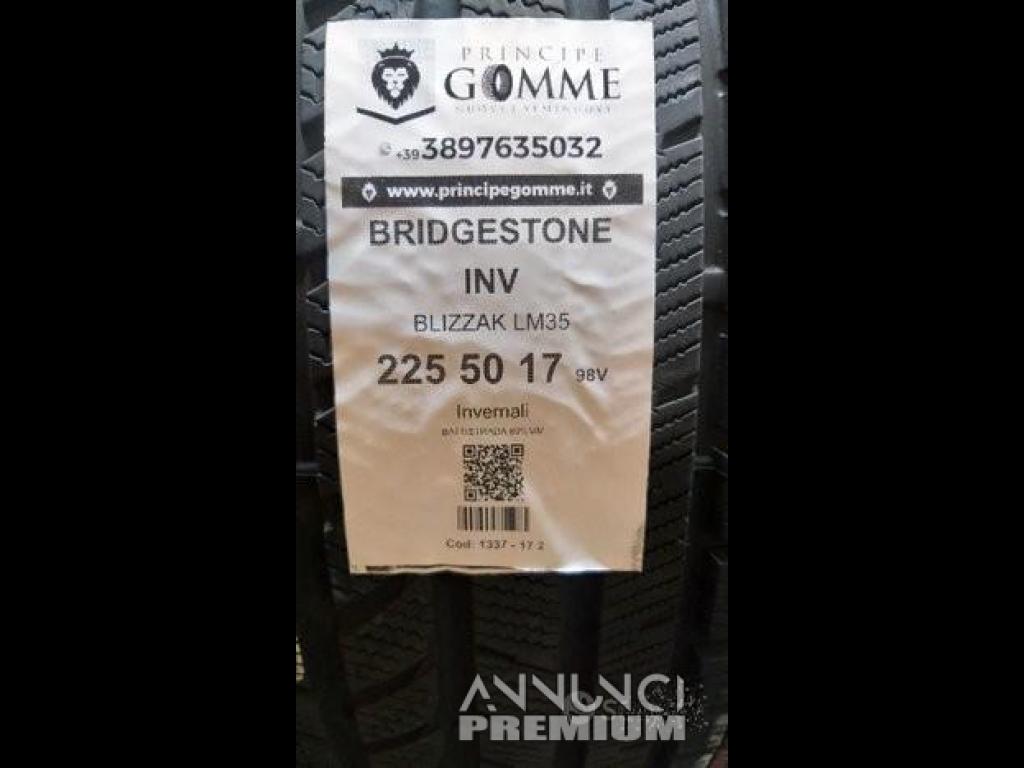 PRINCIPE
GOMME
+39 3897635032
www.principegomme.it
BRIDGESTONE
INV
BLIZZAK LM35
225 50 17 98V
Invernali
BATTISTRADA
Cod: 1337 - 17 2
ANNUNCI
PREMIUM